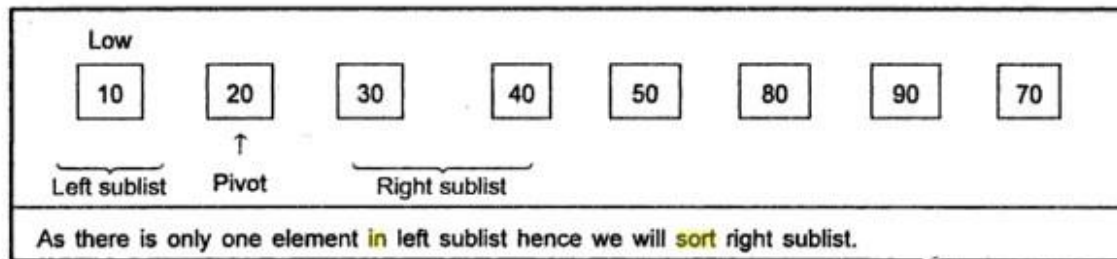 Low
10 20 30 40 50 80 90 70
↑
Left sublist Pivot Right sublist
As there is only one element in left sublist hence we will sort right sublist.